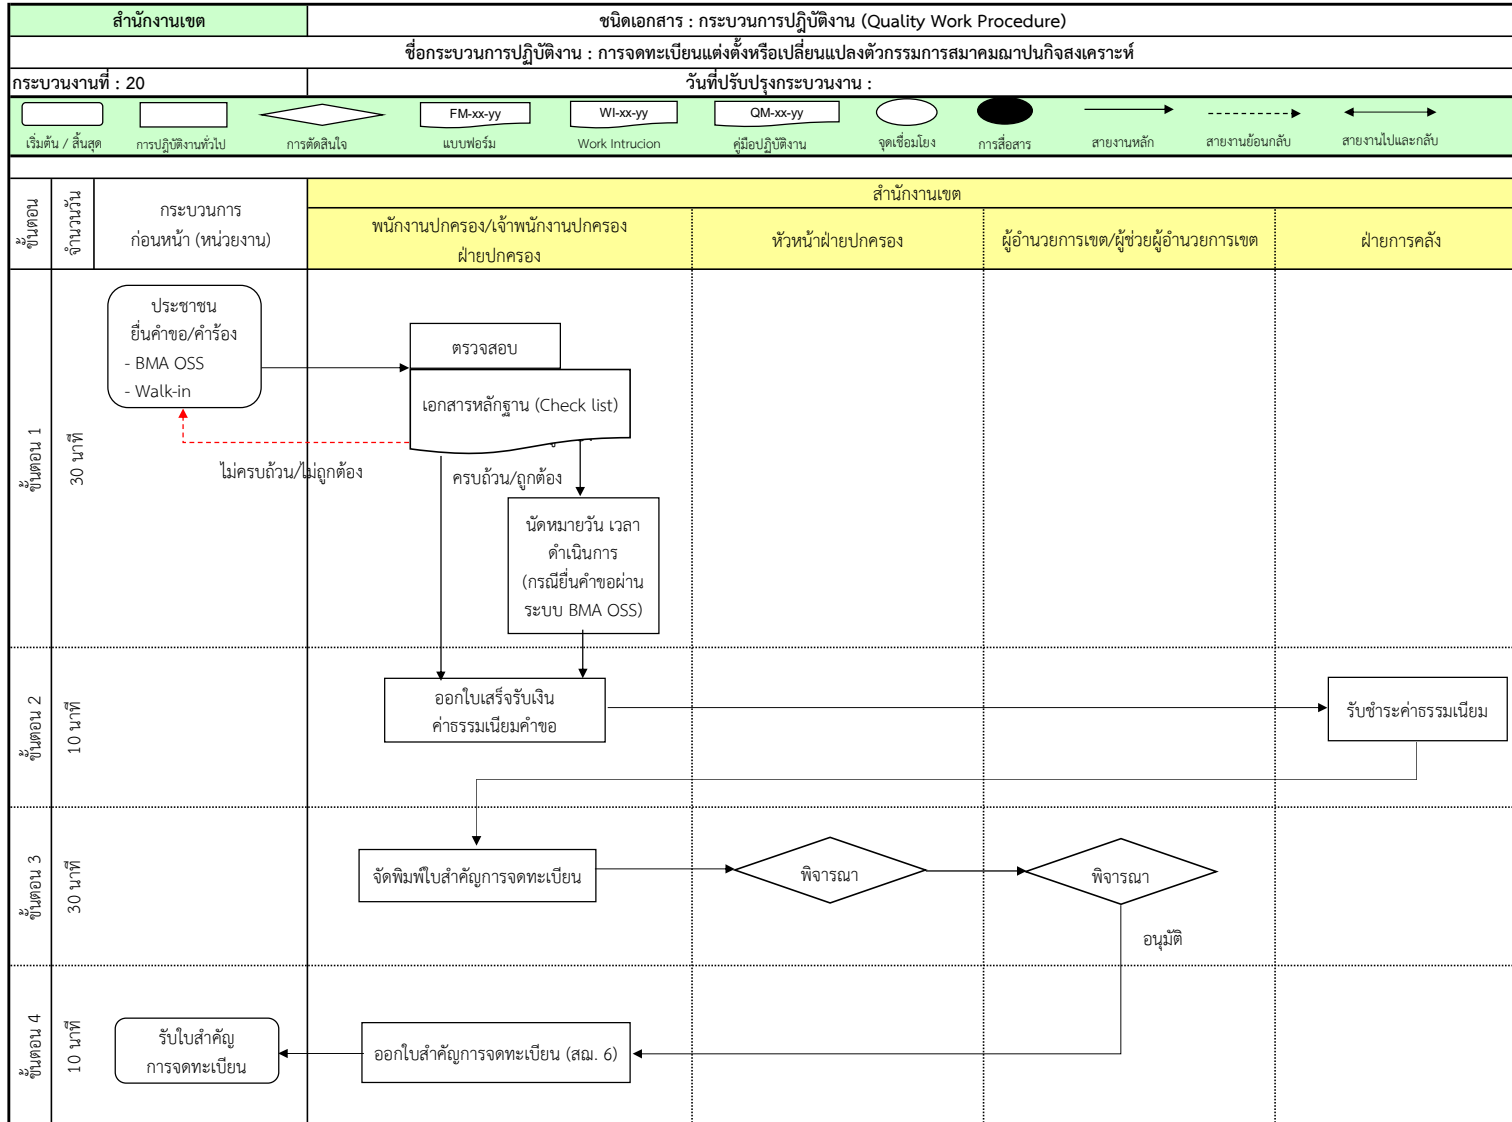 สำนักงานเขต
ชนิดเอกสาร : กระบวนการปฎิบัติงาน (Quality Work Procedure)
ชื่อกระบวนการปฏิบัติงาน : การจดทะเบียนแต่งตั้งหรือเปลี่ยนแปลงตัวกรรมการสมาคมฌาปนกิจสงเคราะห์
กระบวนงานที่ : 20
วันที่ปรับปรุงกระบวนงาน :
FM-xx-yy
WI-xx-yy
QM-xx-yy
เริ่มต้น / สิ้นสุด
การปฏิบัติงานทั่วไป
การตัดสินใจ
แบบฟอร์ม
Work Intrucion
คู่มือปฏิบัติงาน
จุดเชื่อมโยง
การสื่อสาร
สายงานหลัก
สายงานย้อนกลับ
สายงานไปและกลับ
ขั้นตอน
จำนวนวัน
กระบวนการ
ก่อนหน้า (หน่วยงาน)
สำนักงานเขต
พนักงานปกครอง/เจ้าพนักงานปกครอง
ฝ่ายปกครอง
หัวหน้าฝ่ายปกครอง
ผู้อำนวยการเขต/ผู้ช่วยผู้อำนวยการเขต
ฝ่ายการคลัง
ขั้นตอน 1
30 นาที
ประชาชน
ยื่นคำขอ/คำร้อง
- BMA OSS
- Walk-in
ตรวจสอบ
เอกสารหลักฐาน (Check list)
ไม่ครบถ้วน/ไม่ถูกต้อง
ครบถ้วน/ถูกต้อง
นัดหมายวัน เวลา
ดำเนินการ
(กรณียื่นคำขอผ่าน
ระบบ BMA OSS)
ขั้นตอน 2
10 นาที
ออกใบเสร็จรับเงิน
ค่าธรรมเนียมคำขอ
รับชำระค่าธรรมเนียม
ขั้นตอน 3
30 นาที
จัดพิมพ์ใบสำคัญการจดทะเบียน
พิจารณา
พิจารณา
อนุมัติ
ขั้นตอน 4
10 นาที
รับใบสำคัญ
การจดทะเบียน
ออกใบสำคัญการจดทะเบียน (สฌ. 6)